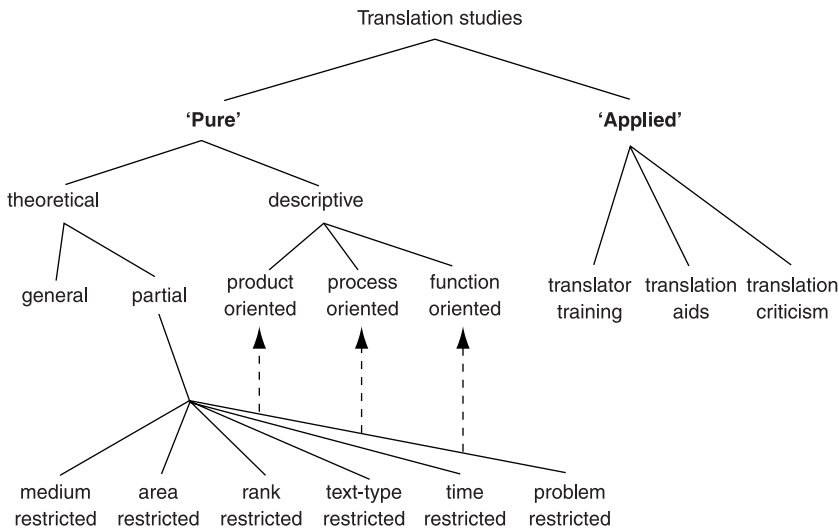 Translation studies
‘Pure’ ‘Applied’
theoretical descriptive
general partial product oriented process oriented function oriented translator training translation aids translation criticism
medium restricted area restricted rank restricted text-type restricted time restricted problem restricted